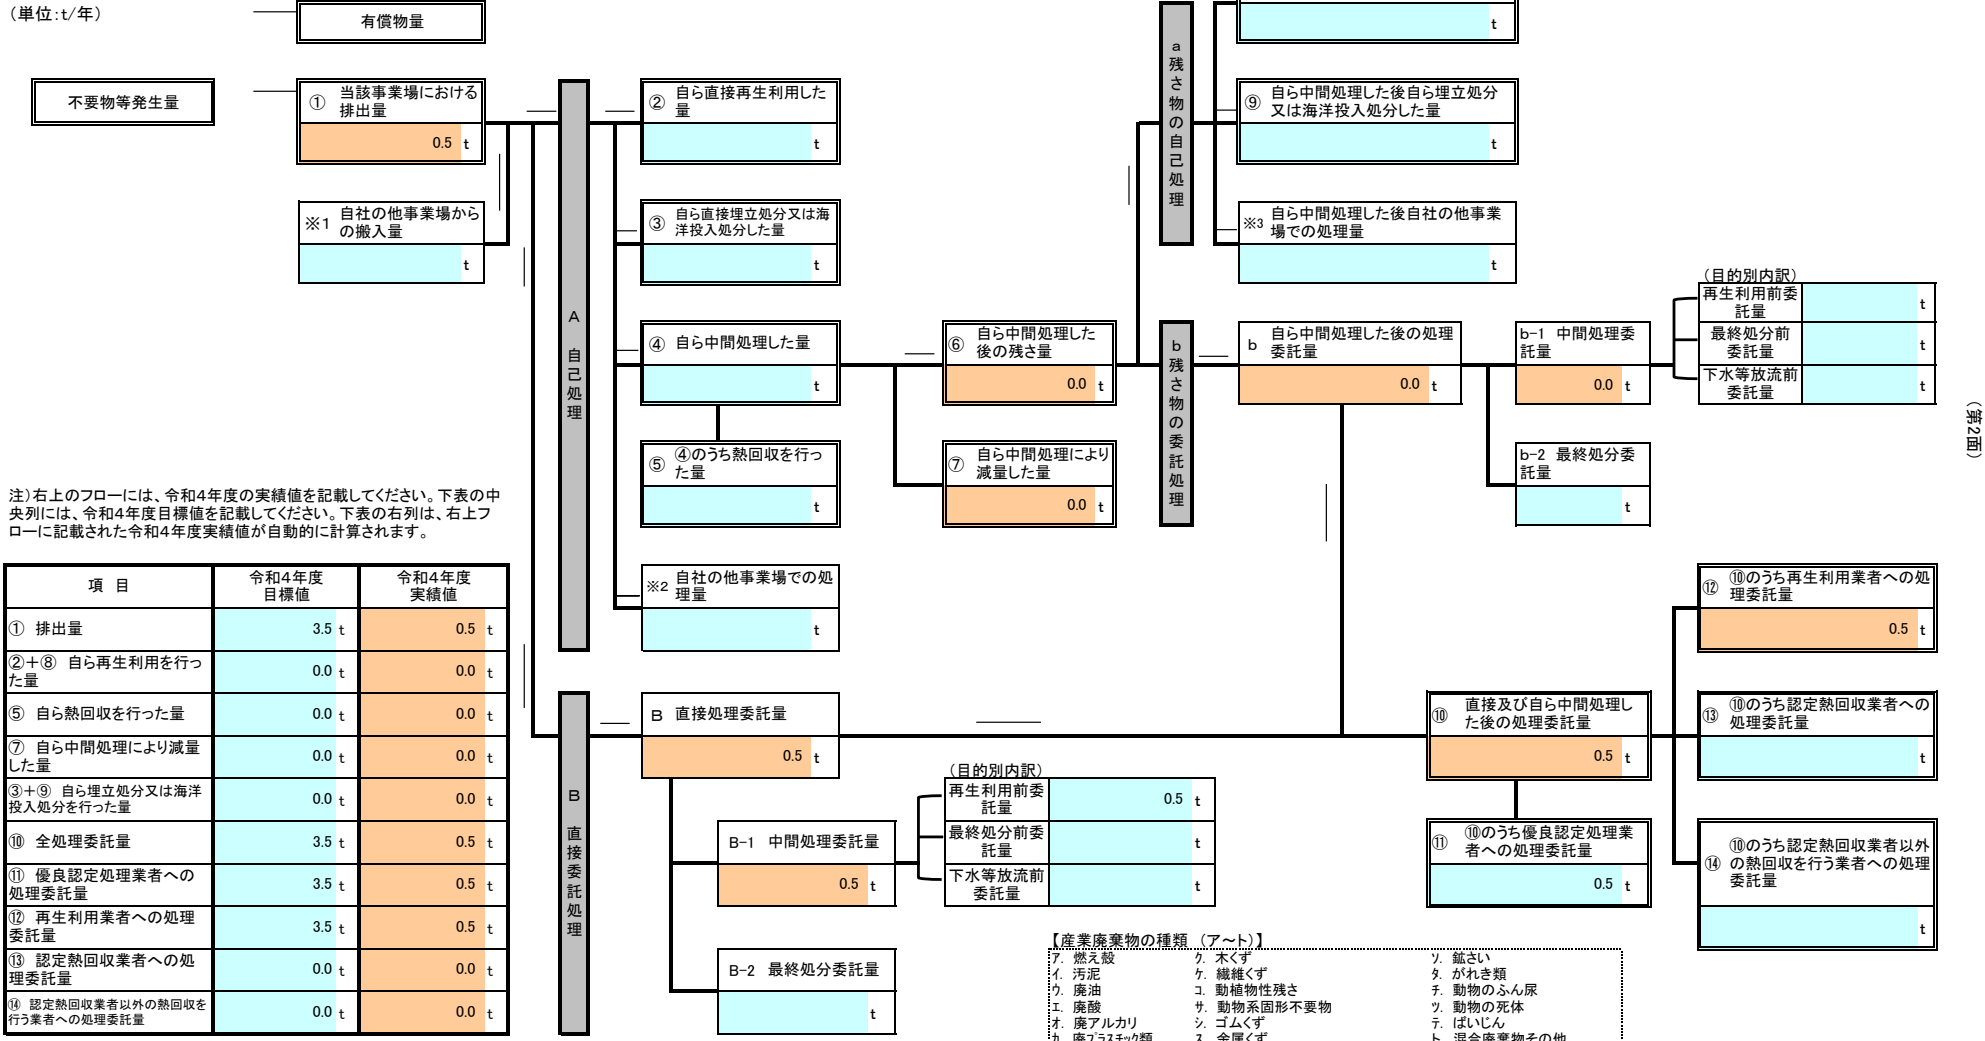 （単位：t/年）
有償物量
t
不要物等発生量
① 当該事業場における
排出量
0.5 t
※1 自社の他事業場から
の搬入量
t
A 自己処理
② 自ら直接再生利用した
量
t
③ 自ら直接埋立処分又は海
洋投入処分した量
t
④ 自ら中間処理した量
t
⑤ ④のうち熱回収を行っ
た量
t
※2 自社の他事業場での処
理量
t
⑥ 自ら中間処理した
後の残さ量
0.0 t
⑦ 自ら中間処理により
減量した量
0.0 t
a 残さ物の自己処理
⑨ 自ら中間処理した後自ら埋立処分
又は海洋投入処分した量
t
※3 自ら中間処理した後自社の他事業
場での処理量
t
b 残さ物の委託処理
b 自ら中間処理した後の処理
委託量
0.0 t
b-1 中間処理委
託量
0.0 t
b-2 最終処分委
託量
t
（目的別内訳）
再生利用前委
託量
t
最終処分前
委託量
t
下水等放流前
委託量
t
（第2面）
注）右上のフローには、令和4年度の実績値を記載してください。下表の中
央列には、令和4年度目標値を記載してください。下表の右列は、右上フ
ローに記載された令和4年度実績値が自動的に計算されます。
項 目 令和4年度
目標値 令和4年度
実績値
① 排出量 3.5 t 0.5 t
②＋⑧ 自ら再生利用を行っ
た量 0.0 t 0.0 t
⑤ 自ら熱回収を行った量 0.0 t 0.0 t
⑦ 自ら中間処理により減量
した量 0.0 t 0.0 t
③＋⑨ 自ら埋立処分又は海洋
投入処分を行った量 0.0 t 0.0 t
⑩ 全処理委託量 3.5 t 0.5 t
⑪ 優良認定処理業者への
処理委託量 3.5 t 0.5 t
⑫ 再生利用業者への処理
委託量 3.5 t 0.5 t
⑬ 認定熱回収業者への処
理委託量 0.0 t 0.0 t
⑭ 認定熱回収業者以外の熱回収を
行う業者への処理委託量 0.0 t 0.0 t
B 直接委託処理
B 直接処理委託量
0.5 t
B-1 中間処理委託量
0.5 t
B-2 最終処分委託量
t
（目的別内訳）
再生利用前委
託量
0.5 t
最終処分前委
託量
t
下水等放流前
委託量
t
⑩ 直接及び自ら中間処理し
た後の処理委託量
0.5 t
⑪ ⑩のうち優良認定処理業
者への処理委託量
0.5 t
⑫ ⑩のうち再生利用業者への処
理委託量
0.5 t
⑬ ⑩のうち認定熱回収業者への
処理委託量
t
⑭ ⑩のうち認定熱回収業者以外
の熱回収を行う業者への処理
委託量
t
【産業廃棄物の種類 （ア～ト）】
ア. 燃え殻 ク. 木くず ソ. 鉱さい
イ. 汚泥 ケ. 繊維くず タ. がれき類
ウ. 廃油 コ. 動植物性残さ チ. 動物のふん尿
エ. 廃酸 サ. 動物系固形不要物 ツ. 動物の死体
オ. 廃アルカリ シ. ゴムくず テ. ばいじん
カ. 廃プラスチック類 ス. 金属くず ト. 混合廃棄物その他